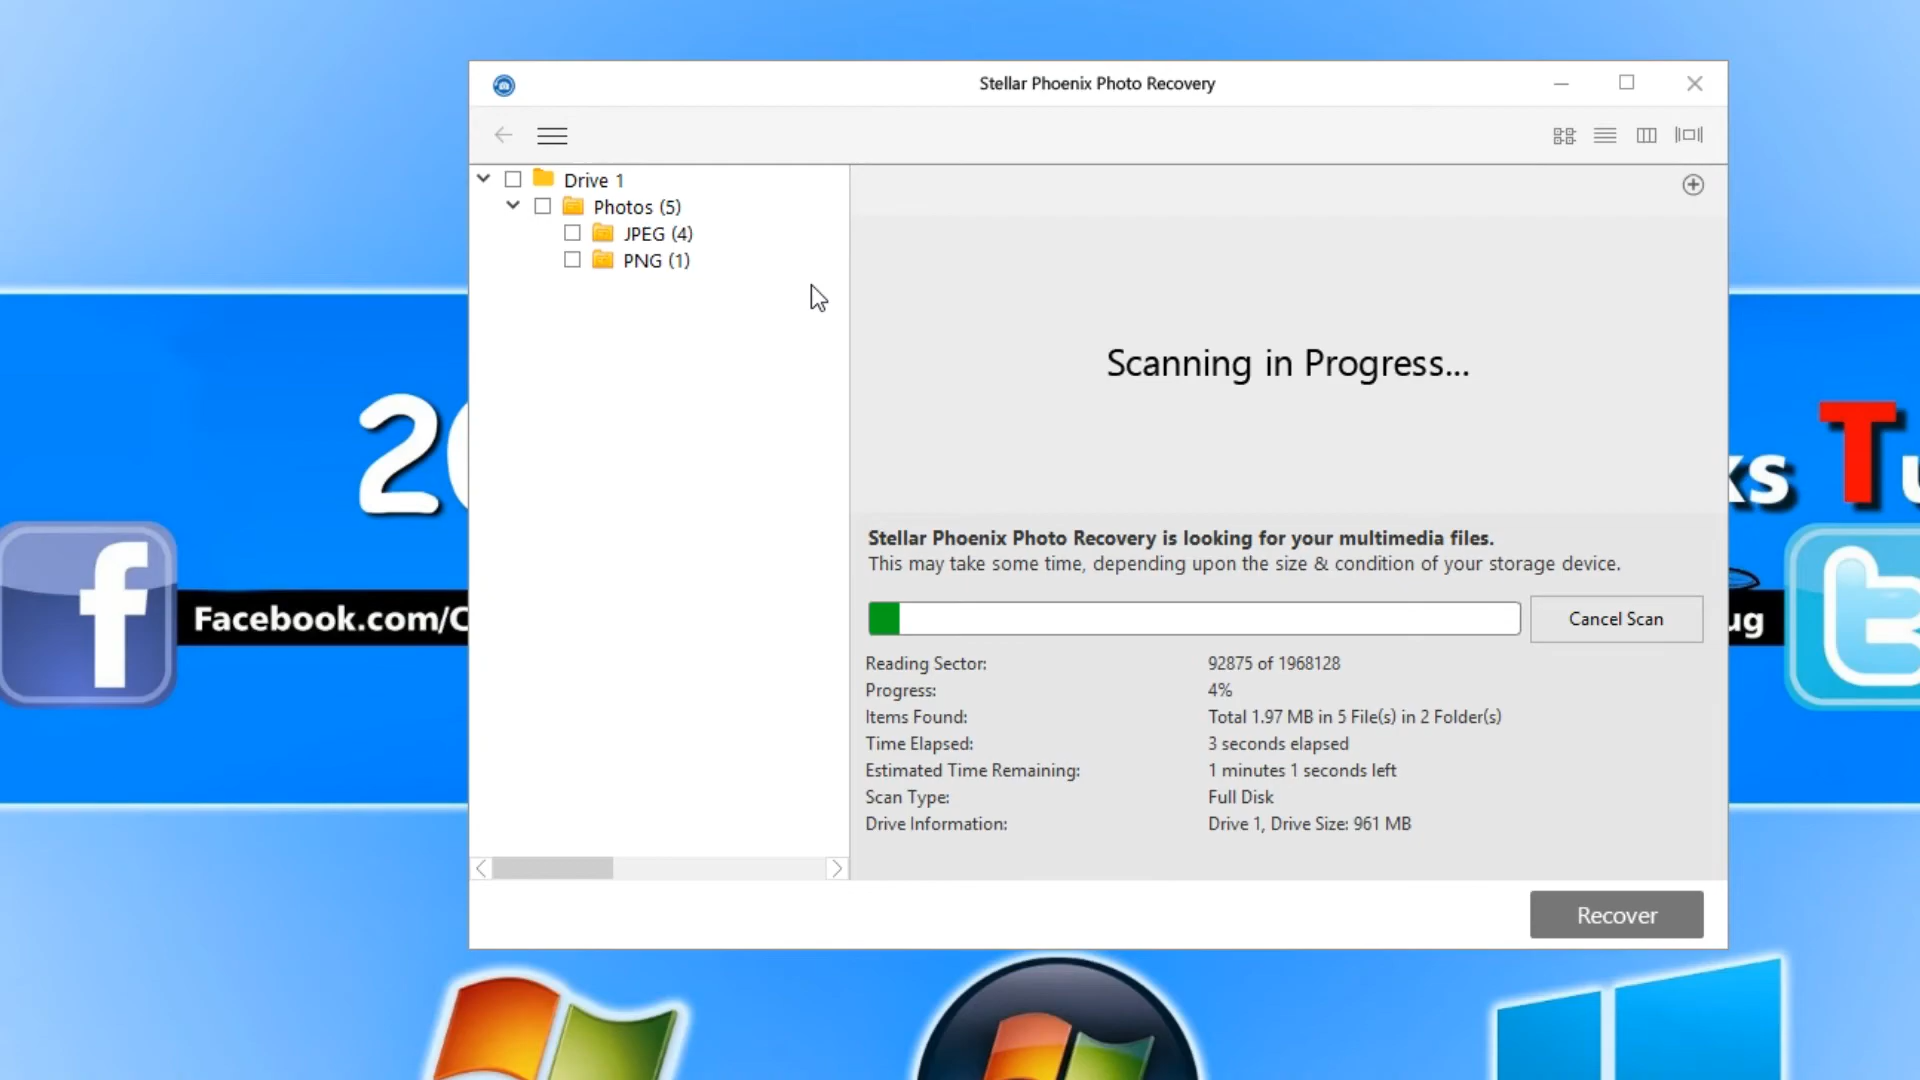 Stellar Phoenix Photo Recovery
Drive 1
Photos (5)
JPEG (4)
PNG (1)
Scanning in Progress...
Stellar Phoenix Photo Recovery is looking for your multimedia files.
This may take some time, depending upon the size & condition of your storage device.
Cancel Scan
Reading Sector: 92875 of 1968128
Progress: 4%
Items Found: Total 1.97 MB in 5 File(s) in 2 Folder(s)
Time Elapsed: 3 seconds elapsed
Estimated Time Remaining: 1 minutes 1 seconds left
Scan Type: Full Disk
Drive Information: Drive 1, Drive Size: 961 MB
Recover
Facebook.com/